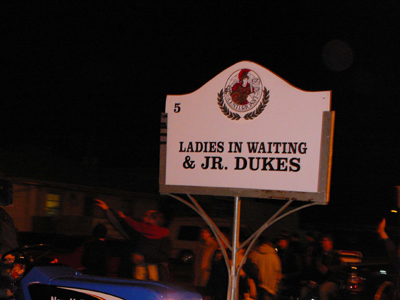 5
LADIES IN WAITING
& JR. DUKES